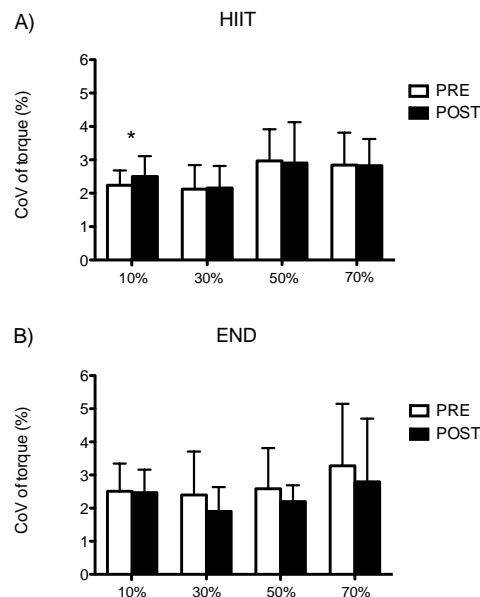 A)
HIIT
CoV of torque (%)
6
5
4
3
2
1
0
*
PRE
POST
10% 30% 50% 70%
B)
END
CoV of torque (%)
6
5
4
3
2
1
0
PRE
POST
10% 30% 50% 70%